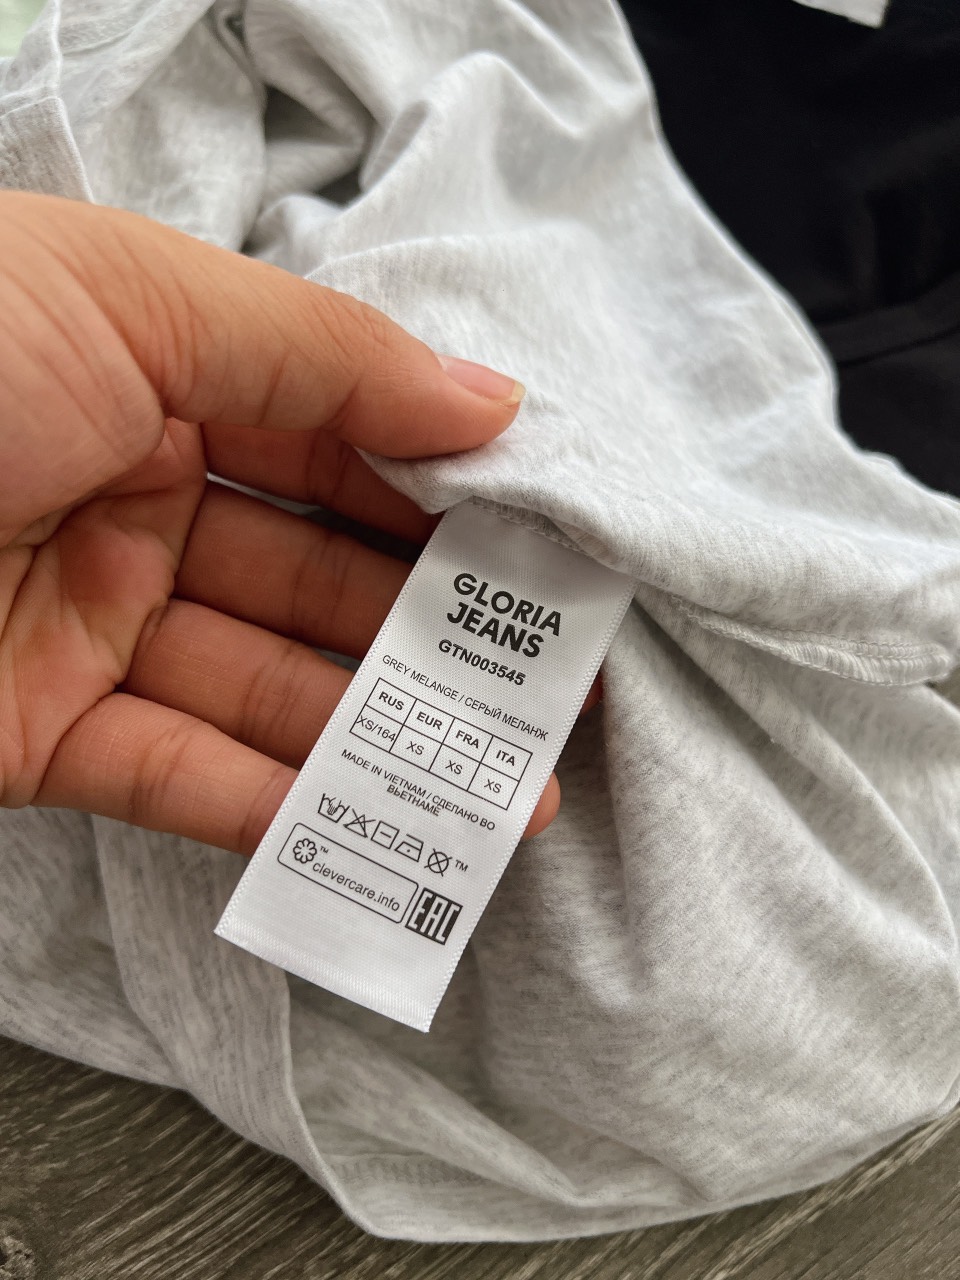 GLORIA
JEANS
GTN003545
GREY MELANGE / СЕРЫЙ МЕЛАНЖ
RUS EUR FRA ITA
XS/164 XS XS XS
MADE IN VIETNAM / СДЕЛАНО ВО
ВЬЕТНАМЕ
TM
TM clevercare.info
EAC